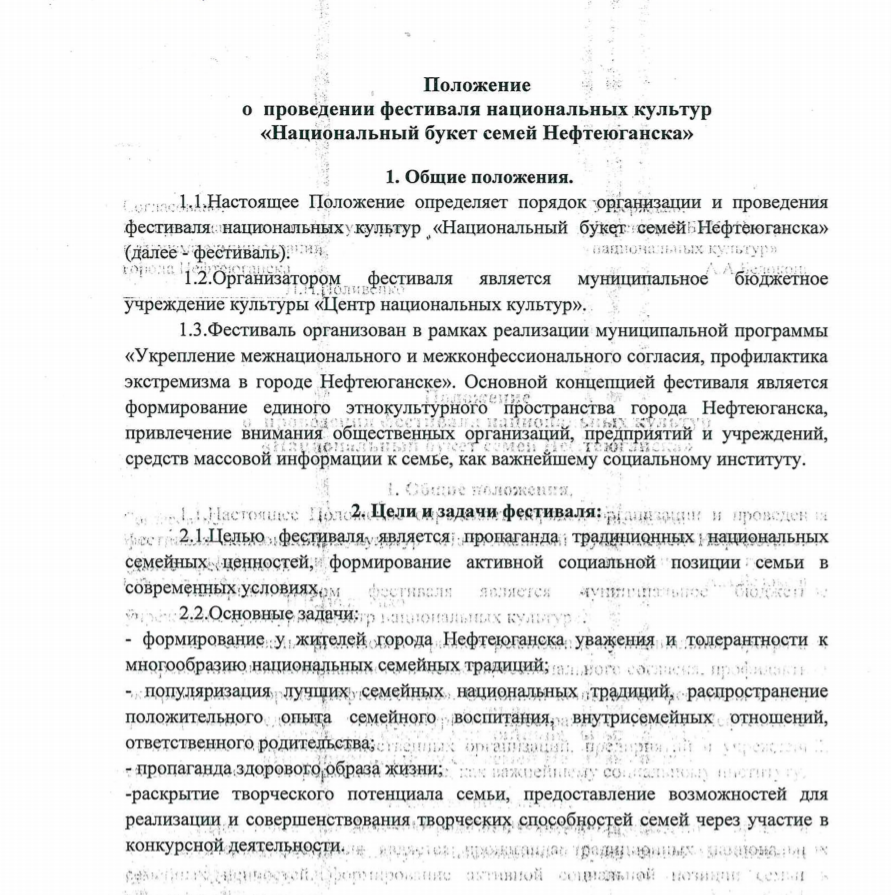 Положение
о проведении фестиваля национальных культур
«Национальный букет семей Нефтеюганска»
1. Общие положения.
1.1.Настоящее Положение определяет порядок организации и проведения
фестиваля национальных культур «Национальный букет семей Нефтеюганска»
(далее - фестиваль).
1.2.Организатором фестиваля является муниципальное бюджетное
учреждение культуры «Центр национальных культур».
1.3.Фестиваль организован в рамках реализации муниципальной программы
«Укрепление межнационального и межконфессионального согласия, профилактика
экстремизма в городе Нефтеюганске». Основной концепцией фестиваля является
формирование единого этнокультурного пространства города Нефтеюганска,
привлечение внимания общественных организаций, предприятий и учреждений,
средств массовой информации к семье, как важнейшему социальному институту.
2. Цели и задачи фестиваля:
2.1.Целью фестиваля является пропаганда традиционных национальных
семейных ценностей, формирование активной социальной позиции семьи в
современных условиях.
2.2.Основные задачи:
- формирование у жителей города Нефтеюганска уважения и толерантности к
многообразию национальных семейных традиций;
- популяризация лучших семейных национальных традиций, распространение
положительного опыта семейного воспитания, внутрисемейных отношений,
ответственного родительства;
- пропаганда здорового образа жизни;
-раскрытие творческого потенциала семьи, предоставление возможностей для
реализации и совершенствования творческих способностей семей через участие в
конкурсной деятельности.